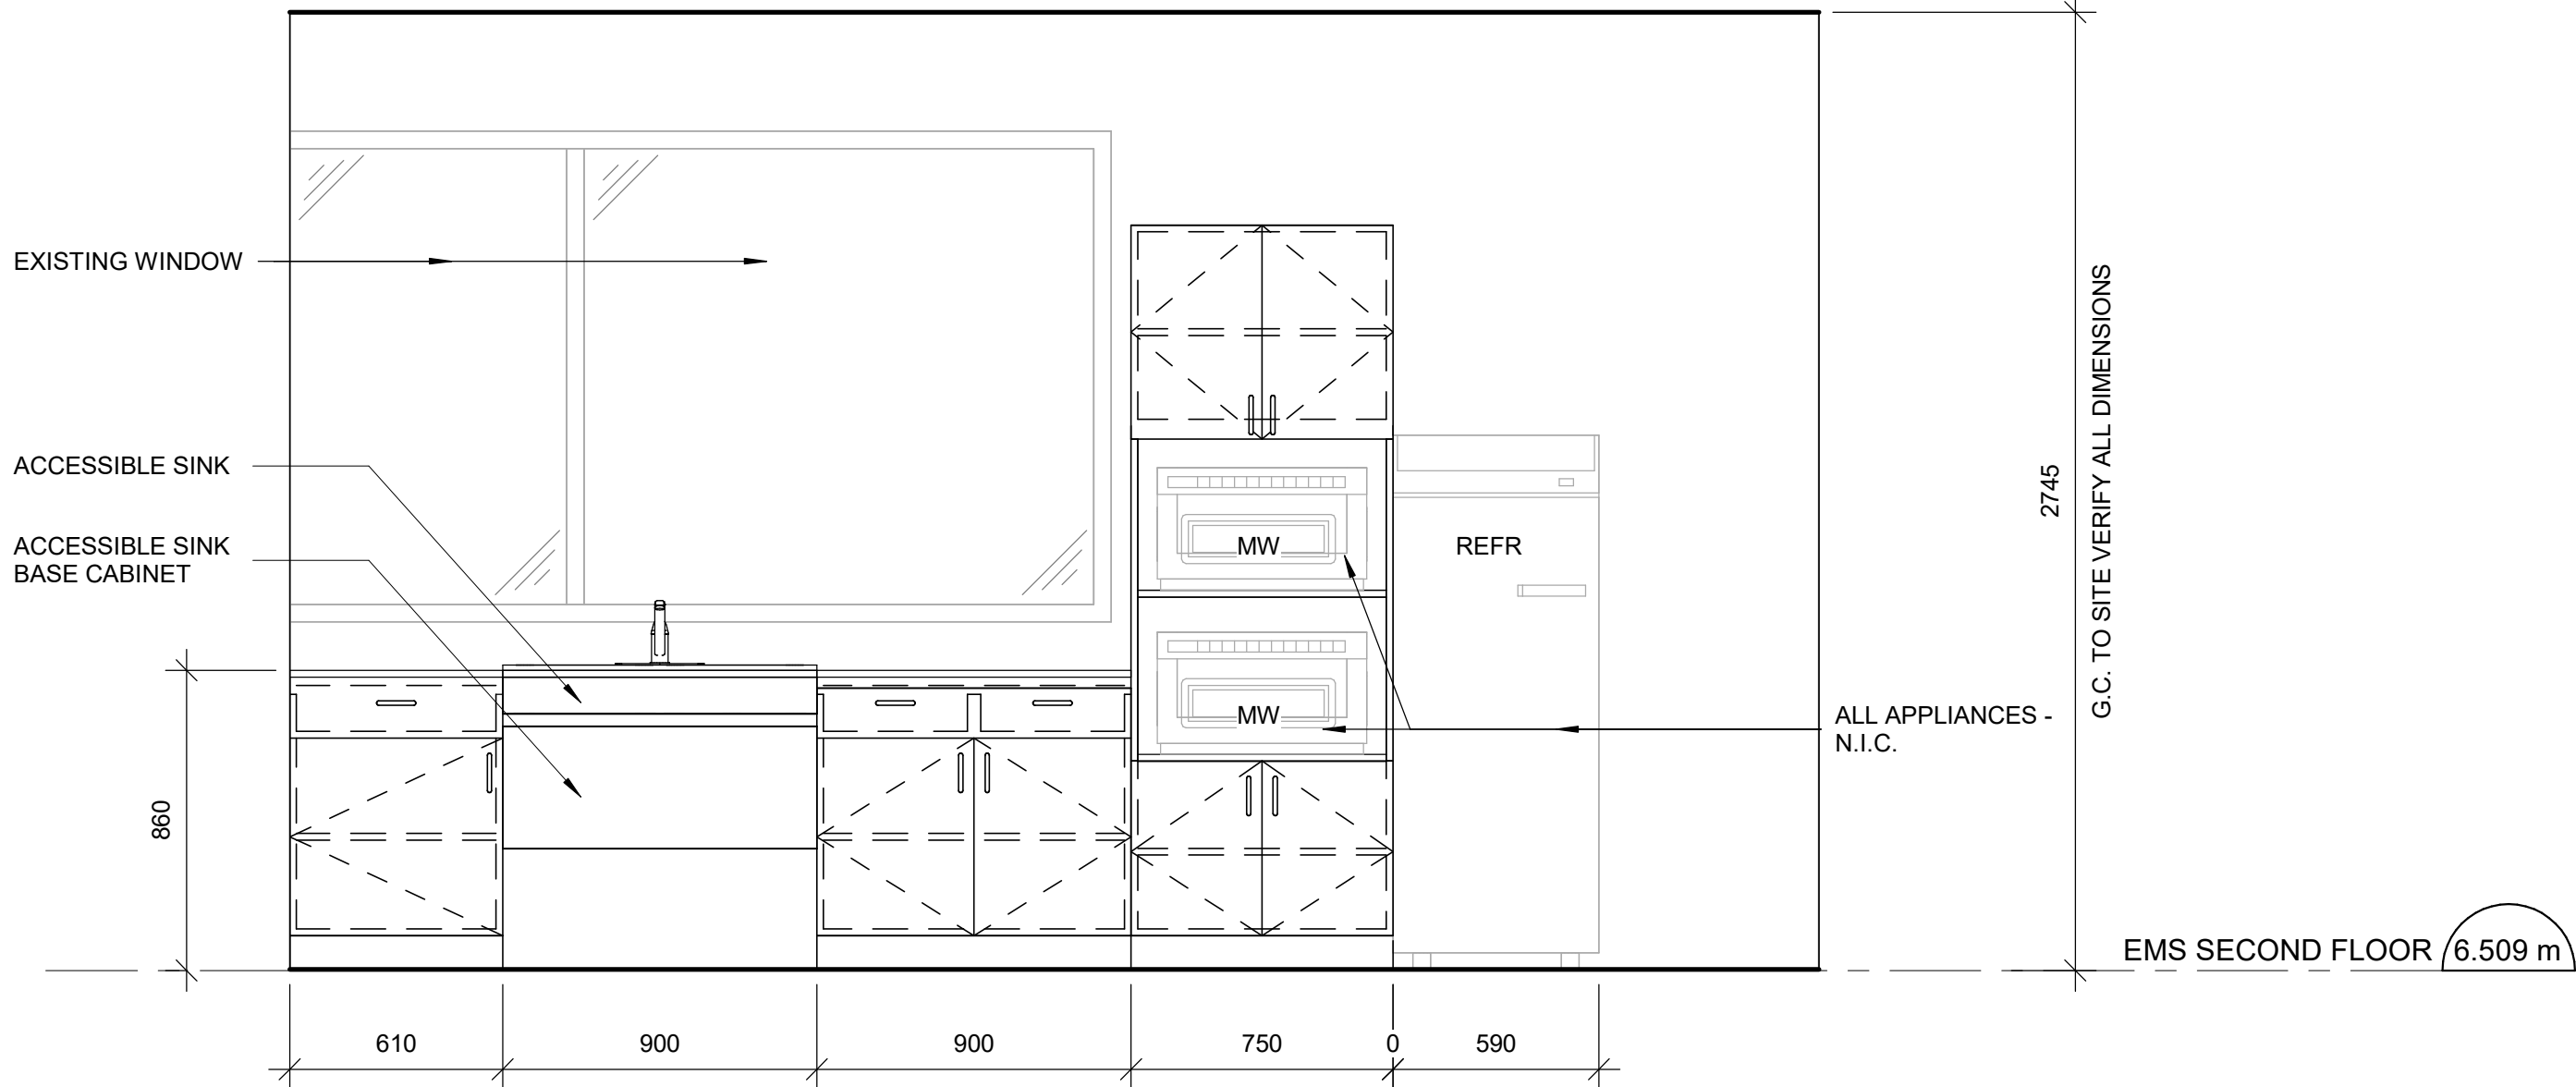 EXISTING WINDOW
ACCESSIBLE SINK
ACCESSIBLE SINK
BASE CABINET
MW
REFR
MW
ALL APPLIANCES -
N.I.C.
860
2745
G.C. TO SITE VERIFY ALL DIMENSIONS
EMS SECOND FLOOR 6.509 m
610 900 900 750 0 590